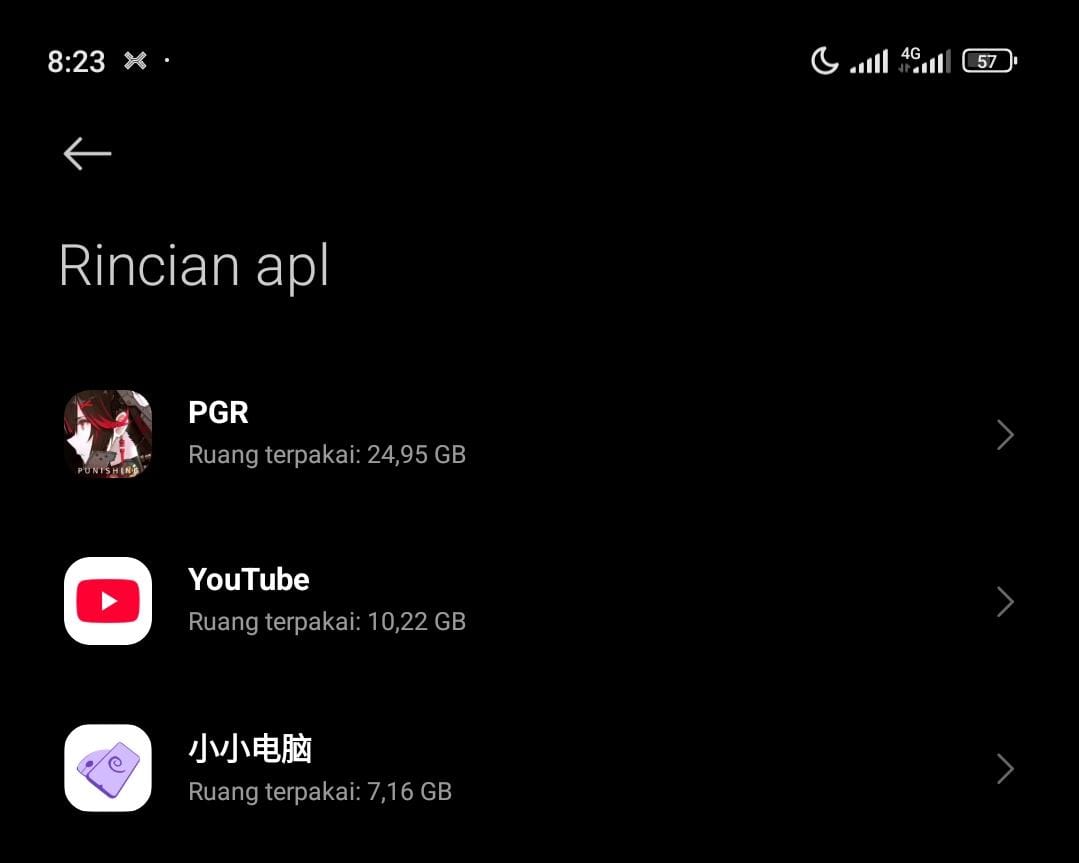 8:23
4G
57
Rincian apl
PGR
Ruang terpakai: 24,95 GB
PUNISHING
YouTube
Ruang terpakai: 10,22 GB
小小电脑
Ruang terpakai: 7,16 GB